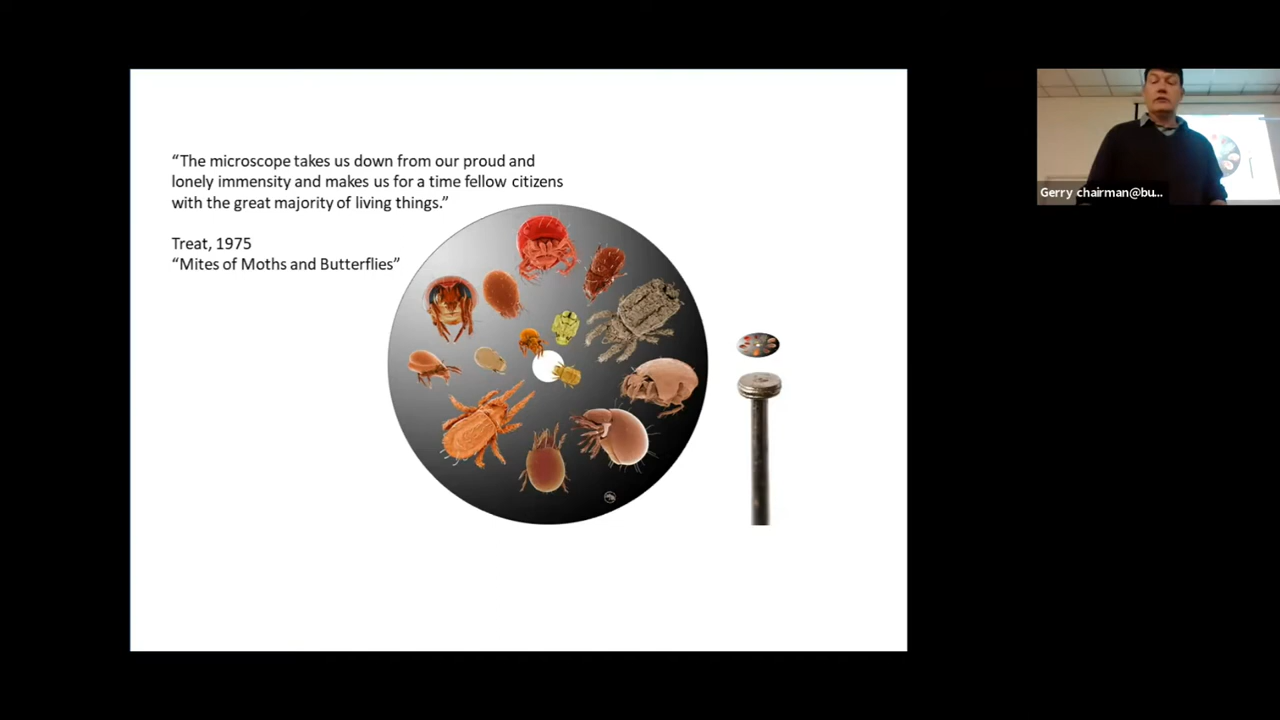 “The microscope takes us down from our proud and
lonely immensity and makes us for a time fellow citizens
with the great majority of living things.”
Treat, 1975
“Mites of Moths and Butterflies”
Gerry chairman@bu...